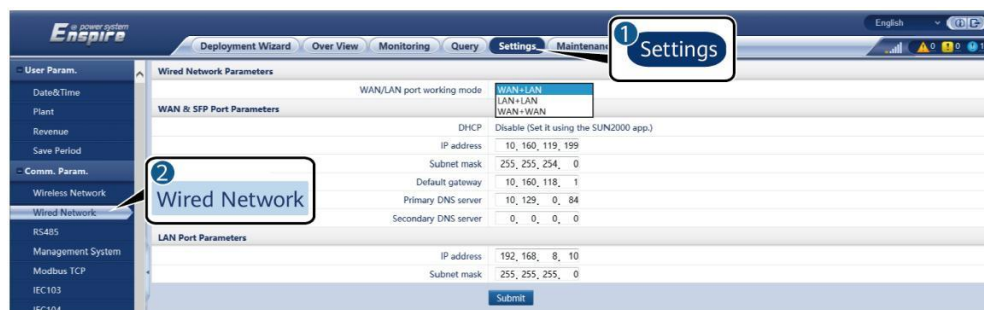 e power system
Enspire
English
Deployment Wizard Over View Monitoring Query Settings Maintenance
1
Settings
0 0 1
User Param.
Date&Time
Plant
Revenue
Save Period
Comm. Param.
Wireless Network
Wired Network
RS485
Management System
Modbus TCP
IEC103
IEC104
2
Wired Network
Wired Network Parameters
WAN/LAN port working mode WAN+LAN
LAN+LAN
WAN+WAN
WAN & SFP Port Parameters
DHCP Disable (Set it using the SUN2000 app.)
IP address 10, 160, 119, 199
Subnet mask 255, 255, 254, 0
Default gateway 10, 160, 118, 1
Primary DNS server 10, 129, 0, 84
Secondary DNS server 0, 0, 0, 0
LAN Port Parameters
IP address 192, 168, 8, 10
Subnet mask 255, 255, 255, 0
Submit